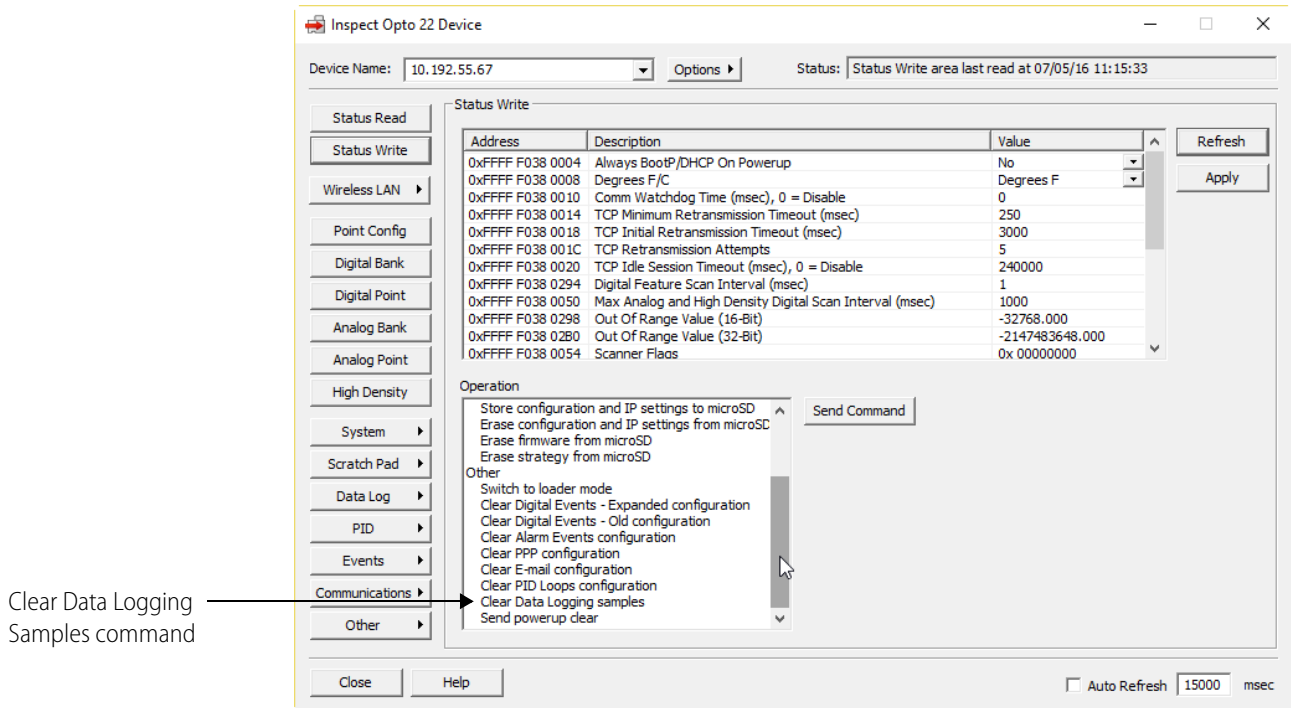 Inspect Opto 22 Device
Device Name: 10.192.55.67 Options Status: Status Write area last read at 07/05/16 11:15:33
Status Read
Status Write
Wireless LAN
Point Config
Digital Bank
Digital Point
Analog Bank
Analog Point
High Density
System
Scratch Pad
Data Log
PID
Events
Communications
Other
Status Write
Address Description Value
0xFFFF F038 0004 Always BootP/DHCP On Powerup No
0xFFFF F038 0008 Degrees F/C Degrees F
0xFFFF F038 0010 Comm Watchdog Time (msec), 0 = Disable 0
0xFFFF F038 0014 TCP Minimum Retransmission Timeout (msec) 250
0xFFFF F038 0018 TCP Initial Retransmission Timeout (msec) 3000
0xFFFF F038 001C TCP Retransmission Attempts 5
0xFFFF F038 0020 TCP Idle Session Timeout (msec), 0 = Disable 240000
0xFFFF F038 0294 Digital Feature Scan Interval (msec) 1
0xFFFF F038 0050 Max Analog and High Density Digital Scan Interval (msec) 1000
0xFFFF F038 0298 Out Of Range Value (16-Bit) -32768.000
0xFFFF F038 02B0 Out Of Range Value (32-Bit) -2147483648.000
0xFFFF F038 0054 Scanner Flags 0x 00000000
Refresh
Apply
Operation
Store configuration and IP settings to microSD
Erase configuration and IP settings from microSD
Erase firmware from microSD
Erase strategy from microSD
Other
Switch to loader mode
Clear Digital Events - Expanded configuration
Clear Digital Events - Old configuration
Clear Alarm Events configuration
Clear PPP configuration
Clear E-mail configuration
Clear PID Loops configuration
Clear Data Logging samples
Send powerup clear
Send Command
Clear Data Logging
Samples command
Close Help Auto Refresh 15000 msec